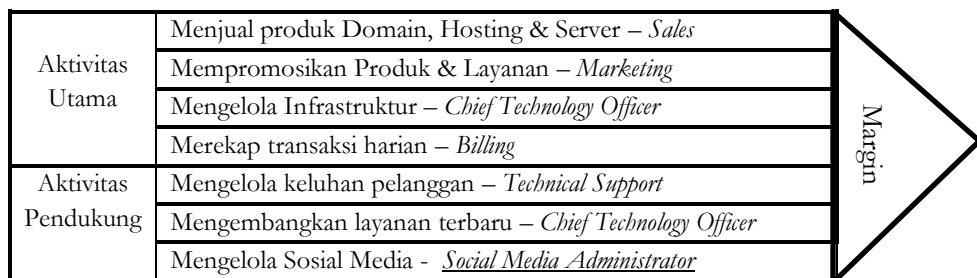 Aktivitas
Utama
Menjual produk Domain, Hosting & Server – Sales
Mempromosikan Produk & Layanan – Marketing
Mengelola Infrastruktur – Chief Technology Officer
Merekap transaksi harian – Billing
Aktivitas
Pendukung
Mengelola keluhan pelanggan – Technical Support
Mengembangkan layanan terbaru – Chief Technology Officer
Mengelola Sosial Media - Social Media Administrator
Margin